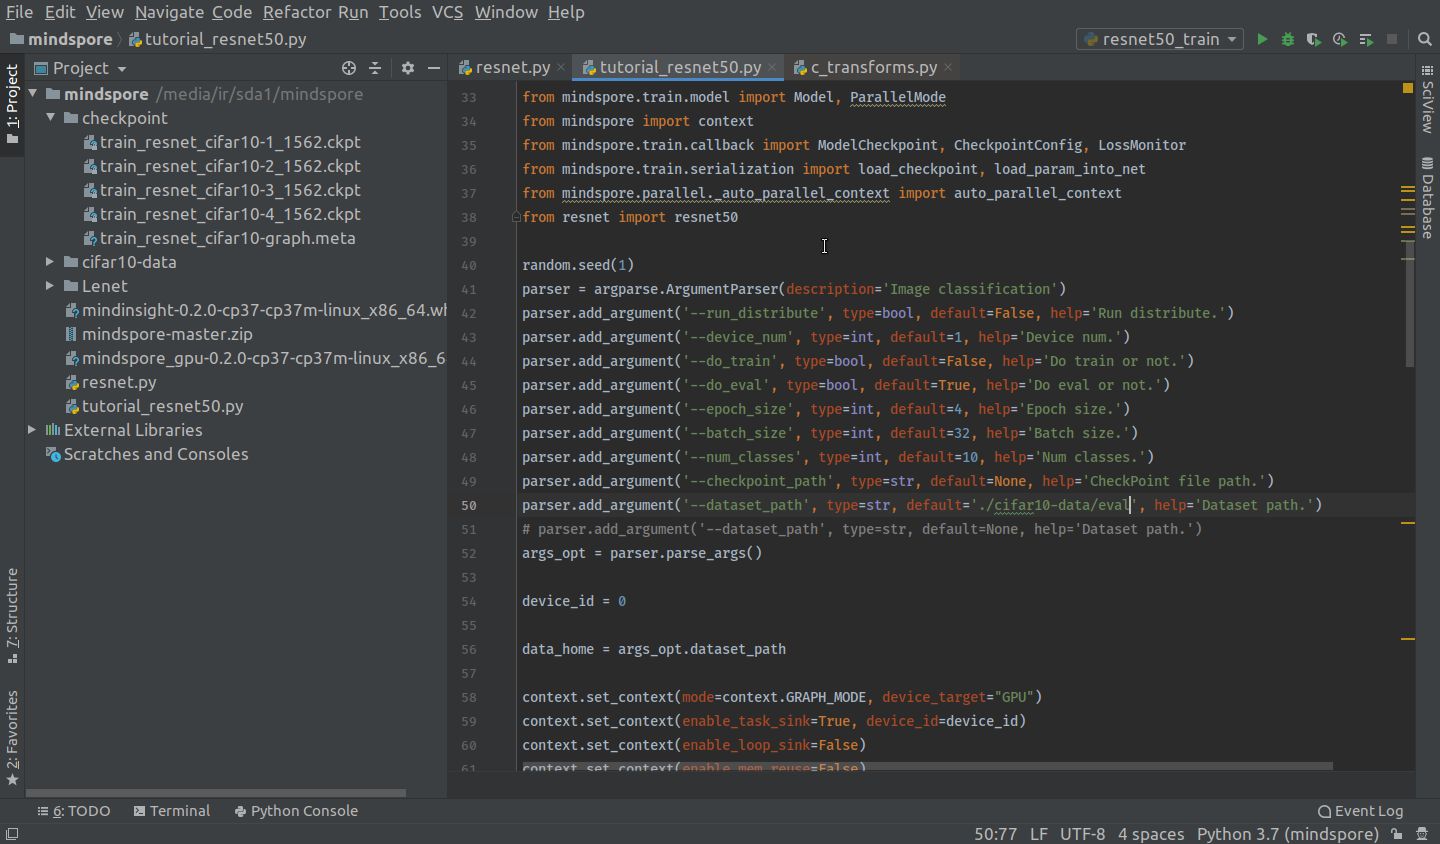 File Edit View Navigate Code Refactor Run Tools VCS Window Help
mindspore tutorial_resnet50.py
resnet50_train
1: Project
7: Structure
2: Favorites
Project
mindspore /media/ir/sda1/mindspore
checkpoint
train_resnet_cifar10-1_1562.ckpt
train_resnet_cifar10-2_1562.ckpt
train_resnet_cifar10-3_1562.ckpt
train_resnet_cifar10-4_1562.ckpt
train_resnet_cifar10-graph.meta
cifar10-data
Lenet
mindinsight-0.2.0-cp37-cp37m-linux_x86_64.wh
mindspore-master.zip
mindspore_gpu-0.2.0-cp37-cp37m-linux_x86_6
resnet.py
tutorial_resnet50.py
External Libraries
Scratches and Consoles
resnet.py tutorial_resnet50.py c_transforms.py
33 from mindspore.train.model import Model, ParallelMode
34 from mindspore import context
35 from mindspore.train.callback import ModelCheckpoint, CheckpointConfig, LossMonitor
36 from mindspore.train.serialization import load_checkpoint, load_param_into_net
37 from mindspore.parallel._auto_parallel_context import auto_parallel_context
38 from resnet import resnet50
39
40 random.seed(1)
41 parser = argparse.ArgumentParser(description='Image classification')
42 parser.add_argument('--run_distribute', type=bool, default=False, help='Run distribute.')
43 parser.add_argument('--device_num', type=int, default=1, help='Device num.')
44 parser.add_argument('--do_train', type=bool, default=False, help='Do train or not.')
45 parser.add_argument('--do_eval', type=bool, default=True, help='Do eval or not.')
46 parser.add_argument('--epoch_size', type=int, default=4, help='Epoch size.')
47 parser.add_argument('--batch_size', type=int, default=32, help='Batch size.')
48 parser.add_argument('--num_classes', type=int, default=10, help='Num classes.')
49 parser.add_argument('--checkpoint_path', type=str, default=None, help='CheckPoint file path.')
50 parser.add_argument('--dataset_path', type=str, default='./cifar10-data/eval', help='Dataset path.')
51 # parser.add_argument('--dataset_path', type=str, default=None, help='Dataset path.')
52 args_opt = parser.parse_args()
53
54 device_id = 0
55
56 data_home = args_opt.dataset_path
57
58 context.set_context(mode=context.GRAPH_MODE, device_target="GPU")
59 context.set_context(enable_task_sink=True, device_id=device_id)
60 context.set_context(enable_loop_sink=False)
61 context.set_context(enable_mem_reuse=False)
SciView
Database
6: TODO Terminal Python Console Event Log
50:77 LF UTF-8 4 spaces Python 3.7 (mindspore)